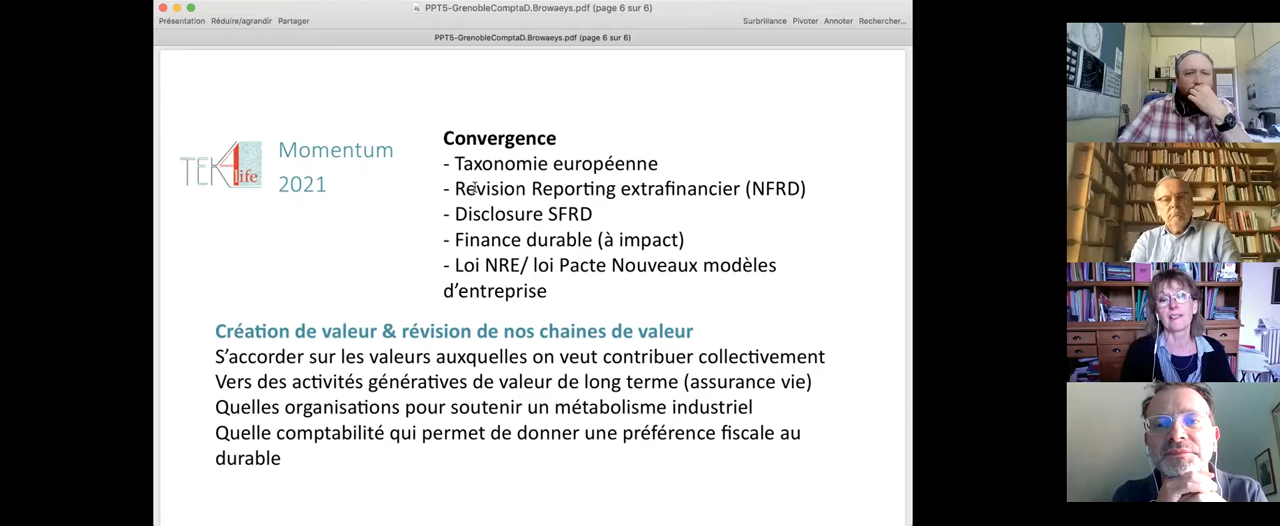 PPT5-GrenobleComptaD.Browaeys.pdf (page 6 sur 6)
Présentation Réduire/agrandir Partager
Surbrillance Pivoter Annoter Rechercher...
PPT5-GrenobleComptaD.Browaeys.pdf (page 6 sur 6)
TEK4life
Momentum
2021
Convergence
- Taxonomie européenne
- Révision Reporting extrafinancier (NFRD)
- Disclosure SFRD
- Finance durable (à impact)
- Loi NRE/ loi Pacte Nouveaux modèles
d’entreprise
Création de valeur & révision de nos chaines de valeur
S’accorder sur les valeurs auxquelles on veut contribuer collectivement
Vers des activités génératives de valeur de long terme (assurance vie)
Quelles organisations pour soutenir un métabolisme industriel
Quelle comptabilité qui permet de donner une préférence fiscale au
durable